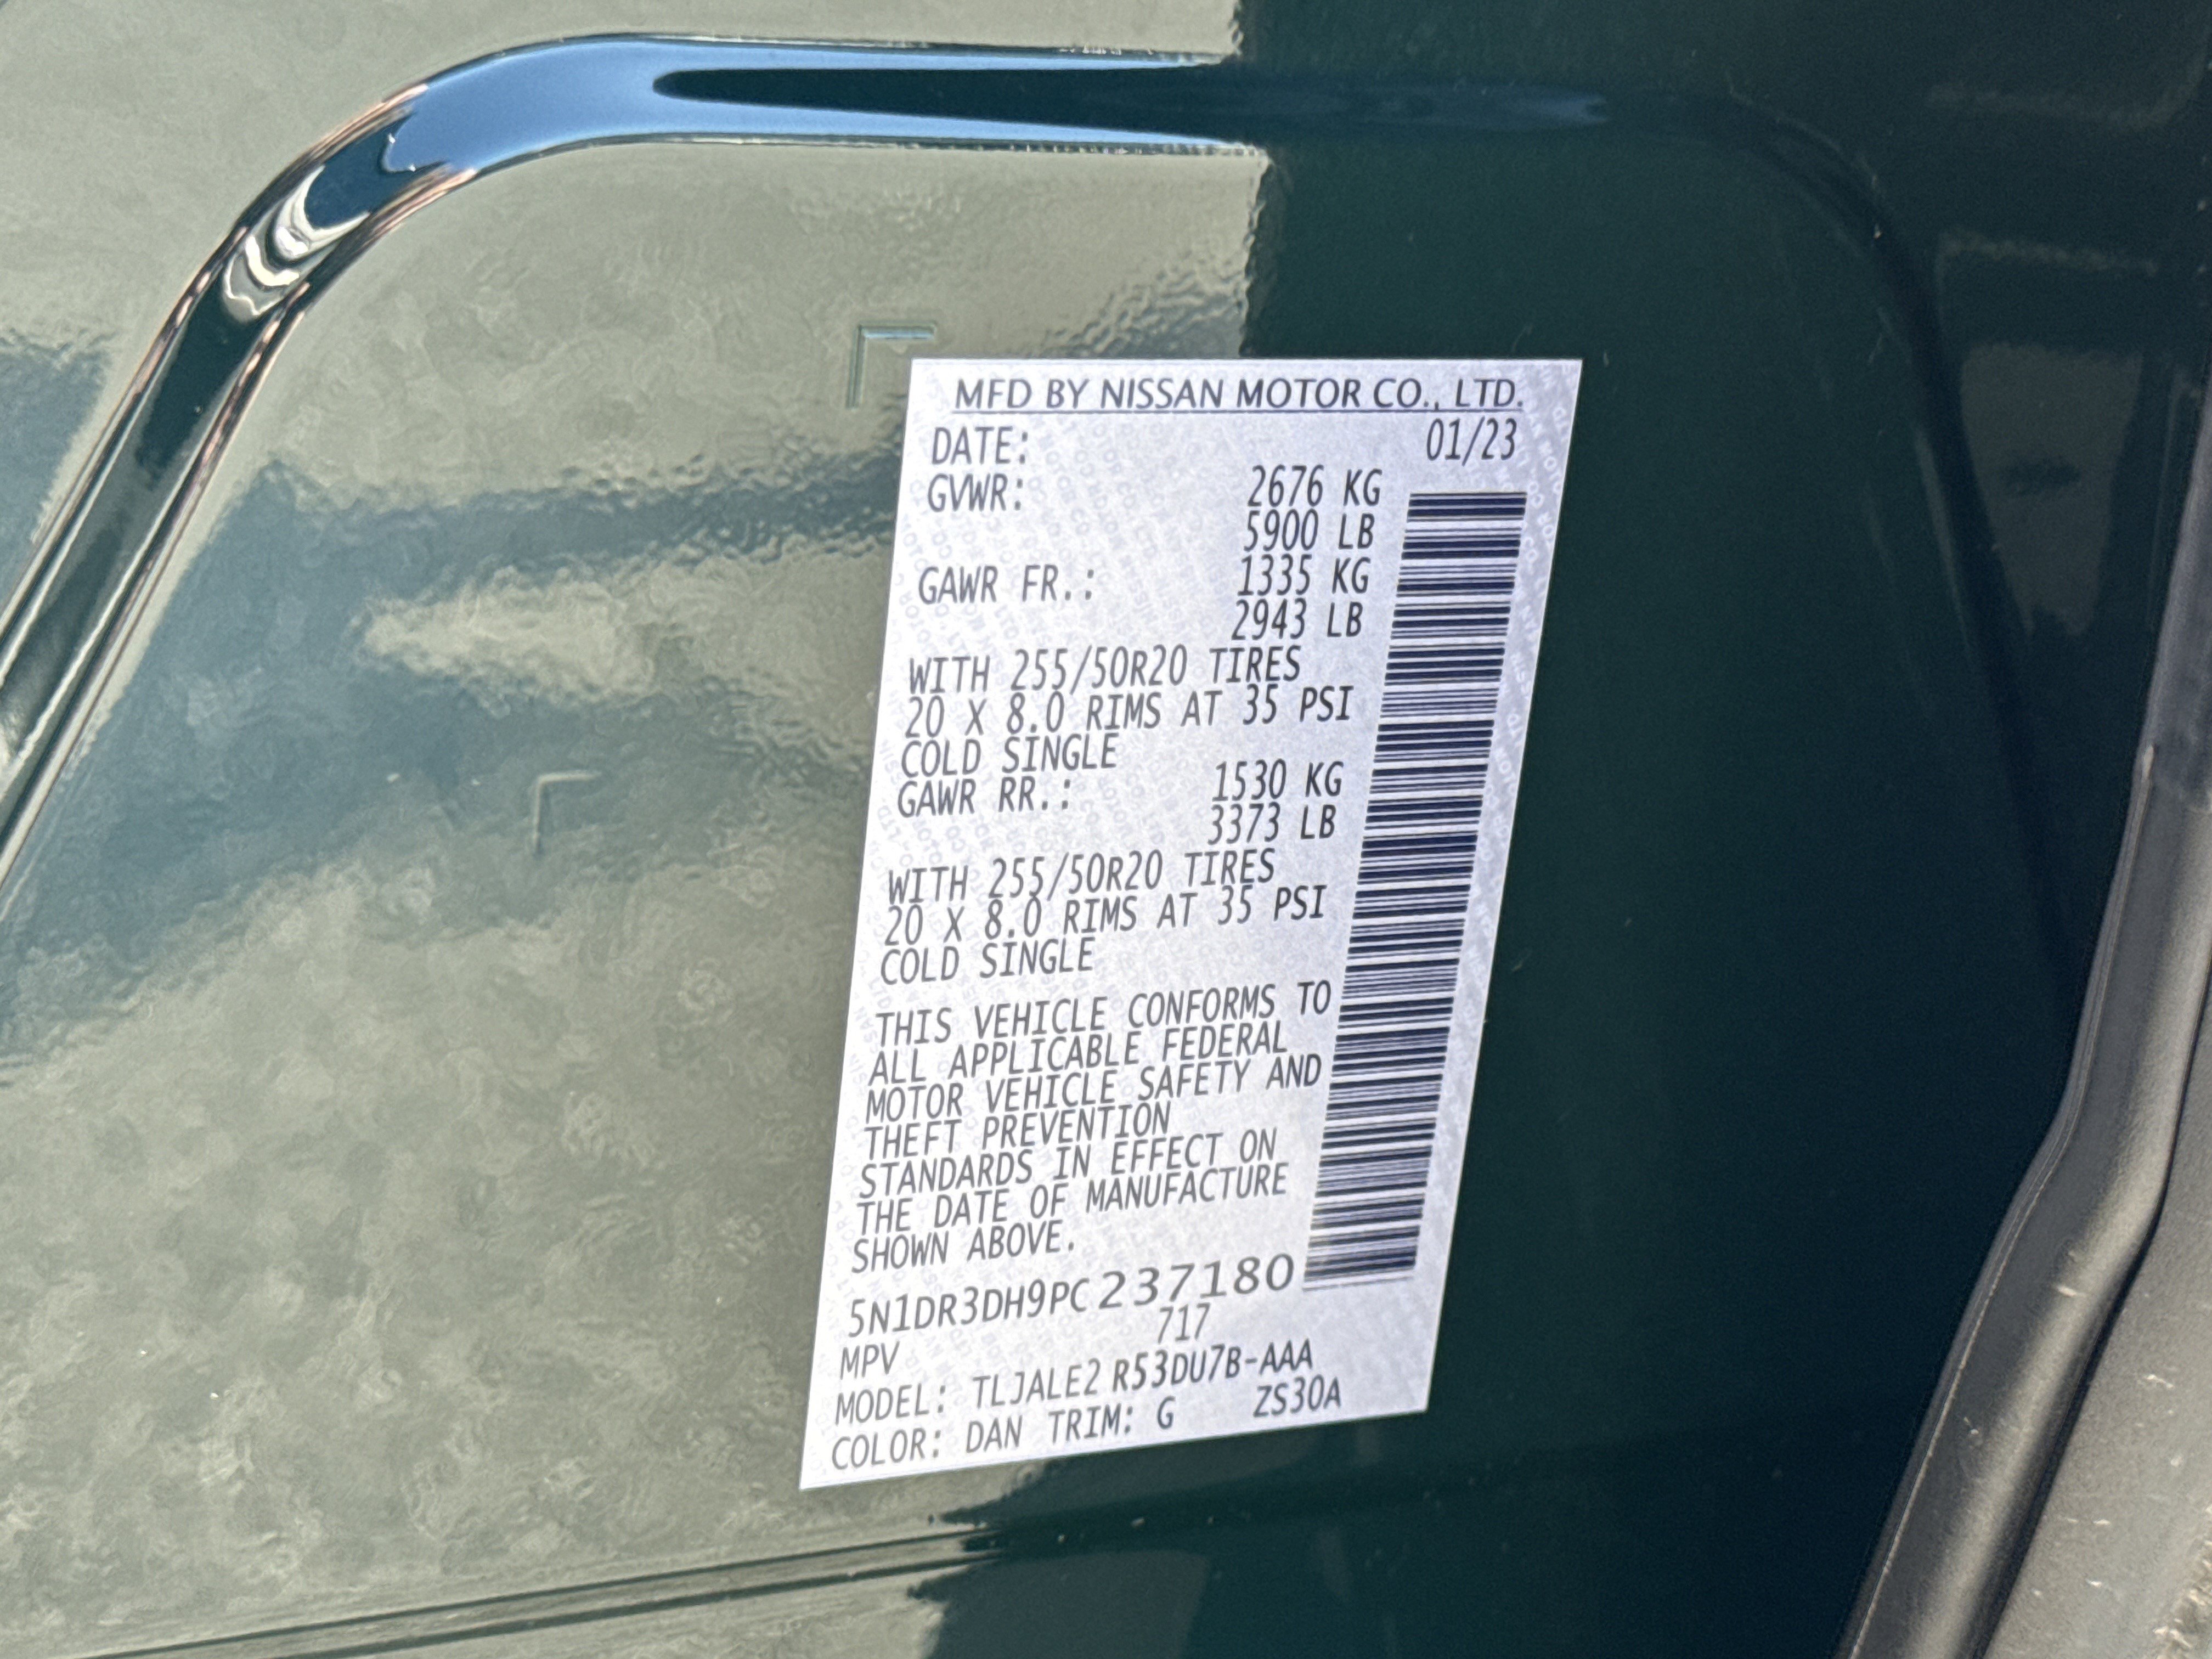 MFD BY NISSAN MOTOR CO., LTD.
DATE: 01/23
GVWR: 2676 KG
5900 LB
GAWR FR.: 1335 KG
2943 LB
WITH 255/50R20 TIRES
20 X 8.0 RIMS AT 35 PSI
COLD SINGLE
GAWR RR.: 1530 KG
3373 LB
WITH 255/50R20 TIRES
20 X 8.0 RIMS AT 35 PSI
COLD SINGLE
THIS VEHICLE CONFORMS TO
ALL APPLICABLE FEDERAL
MOTOR VEHICLE SAFETY AND
THEFT PREVENTION
STANDARDS IN EFFECT ON
THE DATE OF MANUFACTURE
SHOWN ABOVE.
5N1DR3DH9PC237180
717
MPV
MODEL: TLJALE2 R53DU7B-AAA
COLOR: DAN TRIM: G ZS30A